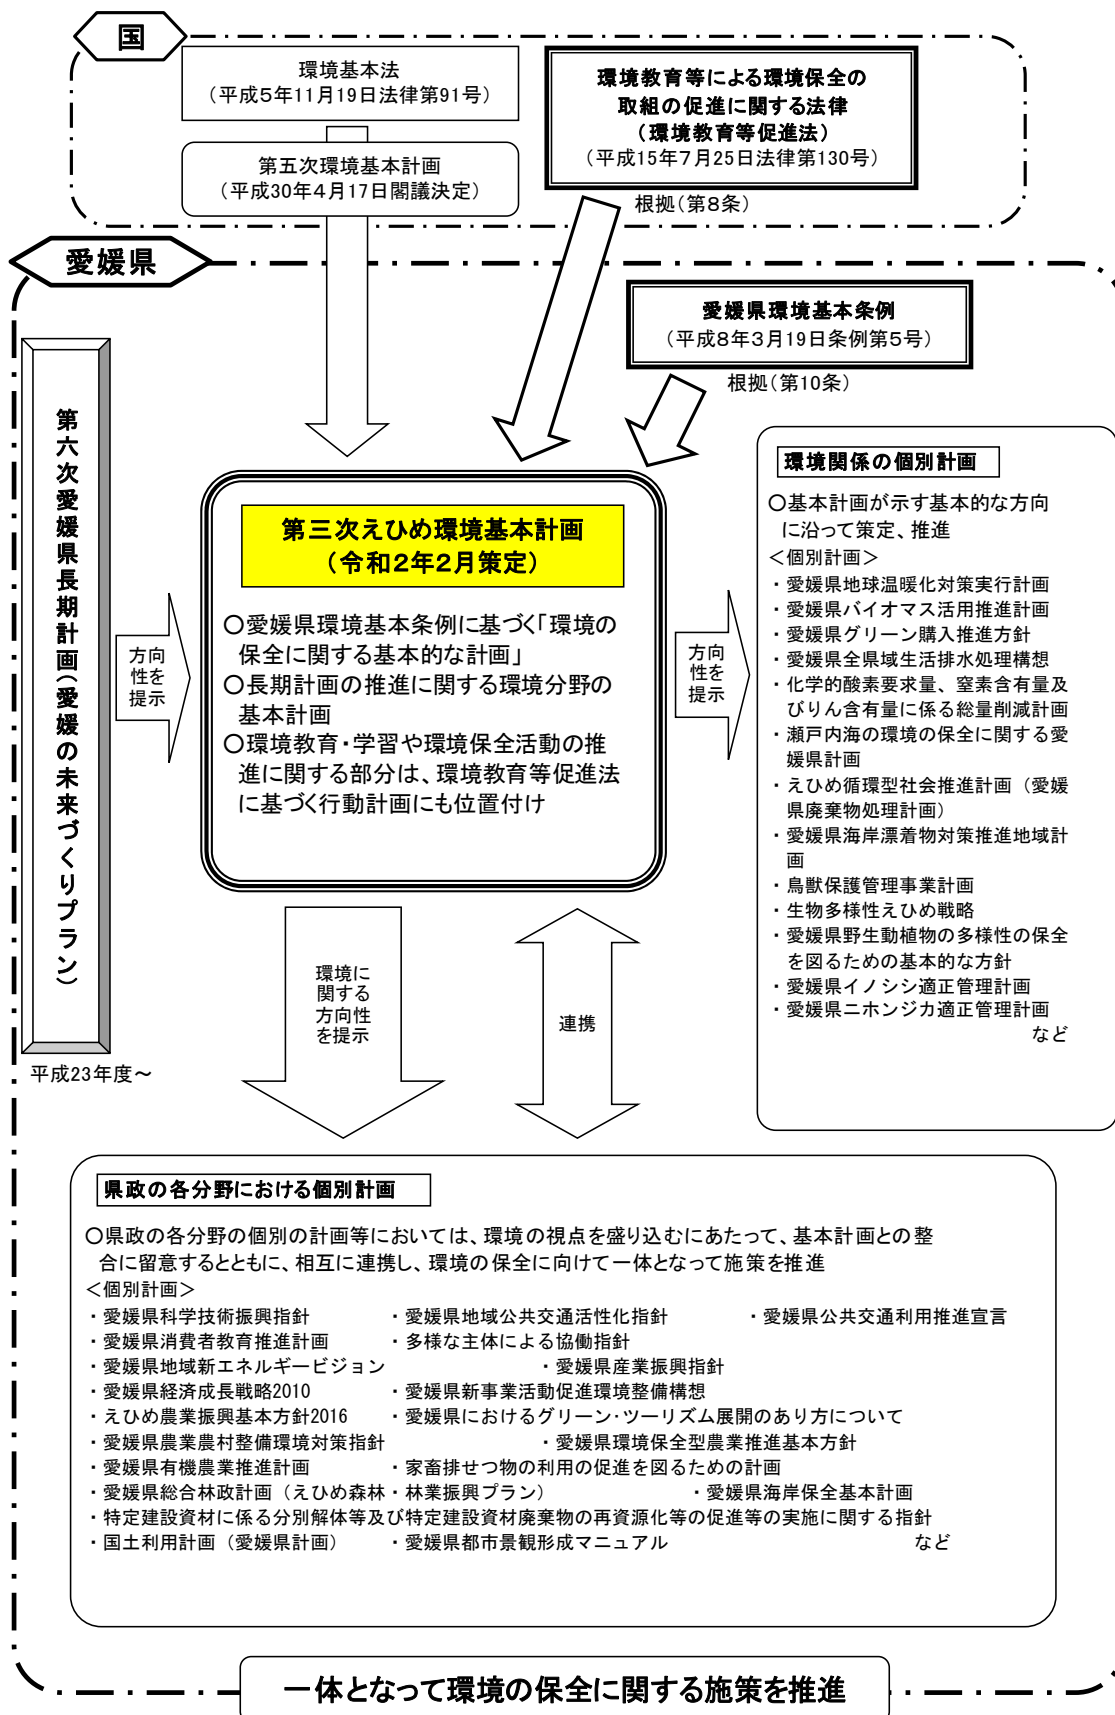 国
環境基本法
（平成5年11月19日法律第91号）
第五次環境基本計画
（平成30年4月17日閣議決定）
環境教育等による環境保全の
取組の促進に関する法律
（環境教育等促進法）
（平成15年7月25日法律第130号）
根拠（第8条）
愛媛県
愛媛県環境基本条例
（平成8年3月19日条例第5号）
根拠（第10条）
第六次愛媛県長期計画（愛媛の未来づくりプラン）
平成23年度～
方向
性を
提示
第三次えひめ環境基本計画
（令和2年2月策定）
○愛媛県環境基本条例に基づく「環境の
保全に関する基本的な計画」
○長期計画の推進に関する環境分野の
基本計画
○環境教育・学習や環境保全活動の推
進に関する部分は、環境教育等促進法
に基づく行動計画にも位置付け
方向
性を
提示
環境関係の個別計画
○基本計画が示す基本的な方向
に沿って策定、推進
＜個別計画＞
・愛媛県地球温暖化対策実行計画
・愛媛県バイオマス活用推進計画
・愛媛県グリーン購入推進方針
・愛媛県全県域生活排水処理構想
・化学的酸素要求量、窒素含有量及
びりん含有量に係る総量削減計画
・瀬戸内海の環境の保全に関する愛
媛県計画
・えひめ循環型社会推進計画（愛媛
県廃棄物処理計画）
・愛媛県海岸漂着物対策推進地域計
画
・鳥獣保護管理事業計画
・生物多様性えひめ戦略
・愛媛県野生動植物の多様性の保全
を図るための基本的な方針
・愛媛県イノシシ適正管理計画
・愛媛県ニホンジカ適正管理計画
など
環境に
関する
方向性
を提示
連携
県政の各分野における個別計画
○県政の各分野の個別の計画等においては、環境の視点を盛り込むにあたって、基本計画との整
合に留意するとともに、相互に連携し、環境の保全に向けて一体となって施策を推進
＜個別計画＞
・愛媛県科学技術振興指針 ・愛媛県地域公共交通活性化指針 ・愛媛県公共交通利用推進宣言
・愛媛県消費者教育推進計画 ・多様な主体による協働指針
・愛媛県地域新エネルギービジョン ・愛媛県産業振興指針
・愛媛県経済成長戦略2010 ・愛媛県新事業活動促進環境整備構想
・えひめ農業振興基本方針2016 ・愛媛県におけるグリーン・ツーリズム展開のあり方について
・愛媛県農業農村整備環境対策指針 ・愛媛県環境保全型農業推進基本方針
・愛媛県有機農業推進計画 ・家畜排せつ物の利用の促進を図るための計画
・愛媛県総合林政計画（えひめ森林・林業振興プラン） ・愛媛県海岸保全基本計画
・特定建設資材に係る分別解体等及び特定建設資材廃棄物の再資源化等の促進等の実施に関する指針
・国土利用計画（愛媛県計画） ・愛媛県都市景観形成マニュアル など
一体となって環境の保全に関する施策を推進